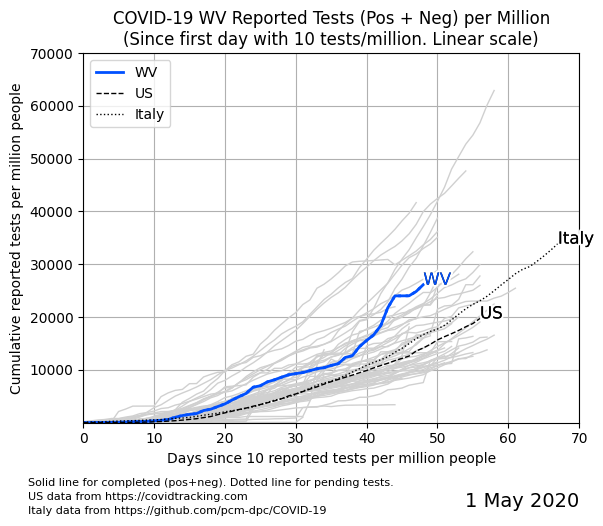 COVID-19 WV Reported Tests (Pos + Neg) per Million
(Since first day with 10 tests/million. Linear scale)
Cumulative reported tests per million people
70000
60000
50000
40000
30000
20000
10000
WV
US
Italy
Italy
WV
US
0 10 20 30 40 50 60 70
Days since 10 reported tests per million people
Solid line for completed (pos+neg). Dotted line for pending tests.
US data from https://covidtracking.com
Italy data from https://github.com/pcm-dpc/COVID-19
1 May 2020